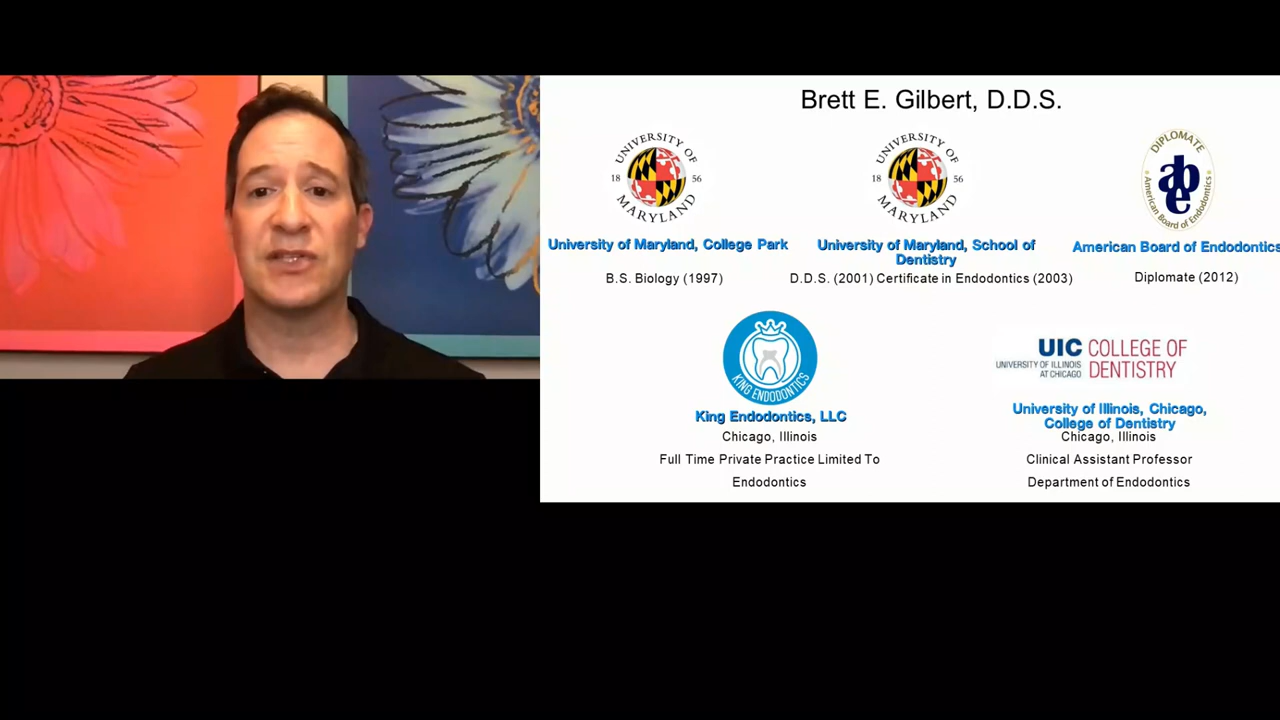 Brett E. Gilbert, D.D.S.
UNIVERSITY OF
18 56
MARYLAND
UNIVERSITY OF
18 56
MARYLAND
DIPLOMATE
abe
American Board of Endodontics
University of Maryland, College Park
University of Maryland, School of
Dentistry
American Board of Endodontics
B.S. Biology (1997)
D.D.S. (2001) Certificate in Endodontics (2003)
Diplomate (2012)
KING ENDODONTICS
King Endodontics, LLC
Chicago, Illinois
Full Time Private Practice Limited To
Endodontics
UIC COLLEGE OF
UNIVERSITY OF ILLINOIS
AT CHICAGO DENTISTRY
University of Illinois, Chicago,
College of Dentistry
Chicago, Illinois
Clinical Assistant Professor
Department of Endodontics